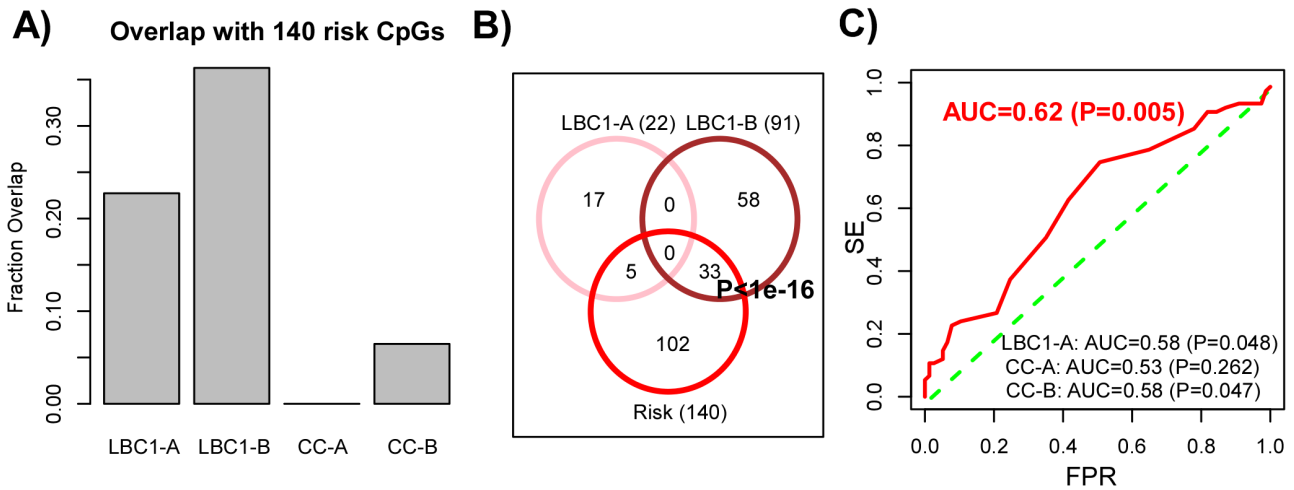 A)
Overlap with 140 risk CpGs
Fraction Overlap
0.30
0.20
0.10
0.00
LBC1-A LBC1-B CC-A CC-B
B)
LBC1-A (22) LBC1-B (91)
17 0 58
0
5 33
P<1e-16
102
Risk (140)
C)
AUC=0.62 (P=0.005)
SE
1.0
0.8
0.6
0.4
0.2
0.0
LBC1-A: AUC=0.58 (P=0.048)
CC-A: AUC=0.53 (P=0.262)
CC-B: AUC=0.58 (P=0.047)
0.0 0.2 0.4 0.6 0.8 1.0
FPR